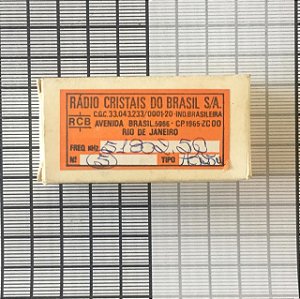 RÁDIO CRISTAIS DO BRASIL S/A.
C.G.C. 33.043.233/0001-20 - IND. BRASILEIRA
RCB
AVENIDA BRASIL, 5066 - CP 1965-ZC 00
RIO DE JANEIRO
FREQ. KHZ.
Nº TIPO